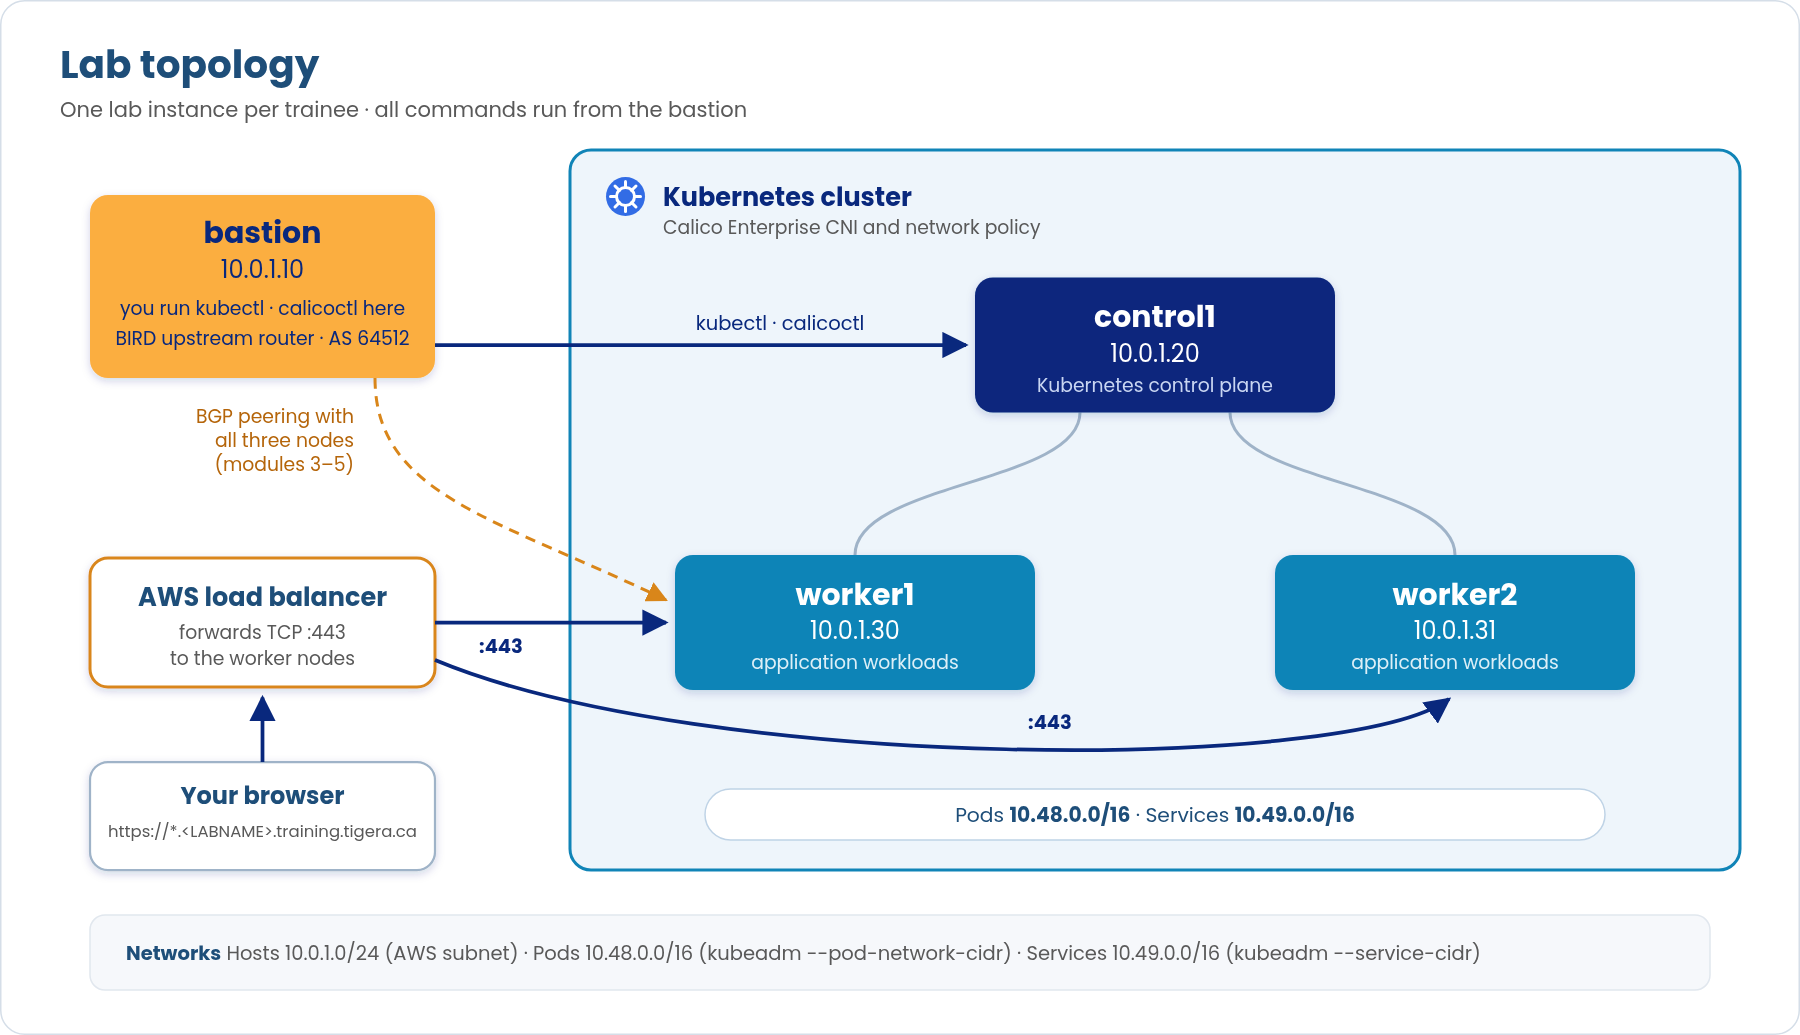 Lab topology
One lab instance per trainee · all commands run from the bastion
bastion
10.0.1.10
you run kubectl · calicoctl here
BIRD upstream router · AS 64512
Kubernetes cluster
Calico Enterprise CNI and network policy
kubectl · calicoctl
control1
10.0.1.20
Kubernetes control plane
BGP peering with
all three nodes
(modules 3–5)
AWS load balancer
forwards TCP :443
to the worker nodes
:443
worker1
10.0.1.30
application workloads
worker2
10.0.1.31
application workloads
:443
Your browser
https://*.<LABNAME>.training.tigera.ca
Pods 10.48.0.0/16 · Services 10.49.0.0/16
Networks Hosts 10.0.1.0/24 (AWS subnet) · Pods 10.48.0.0/16 (kubeadm --pod-network-cidr) · Services 10.49.0.0/16 (kubeadm --service-cidr)